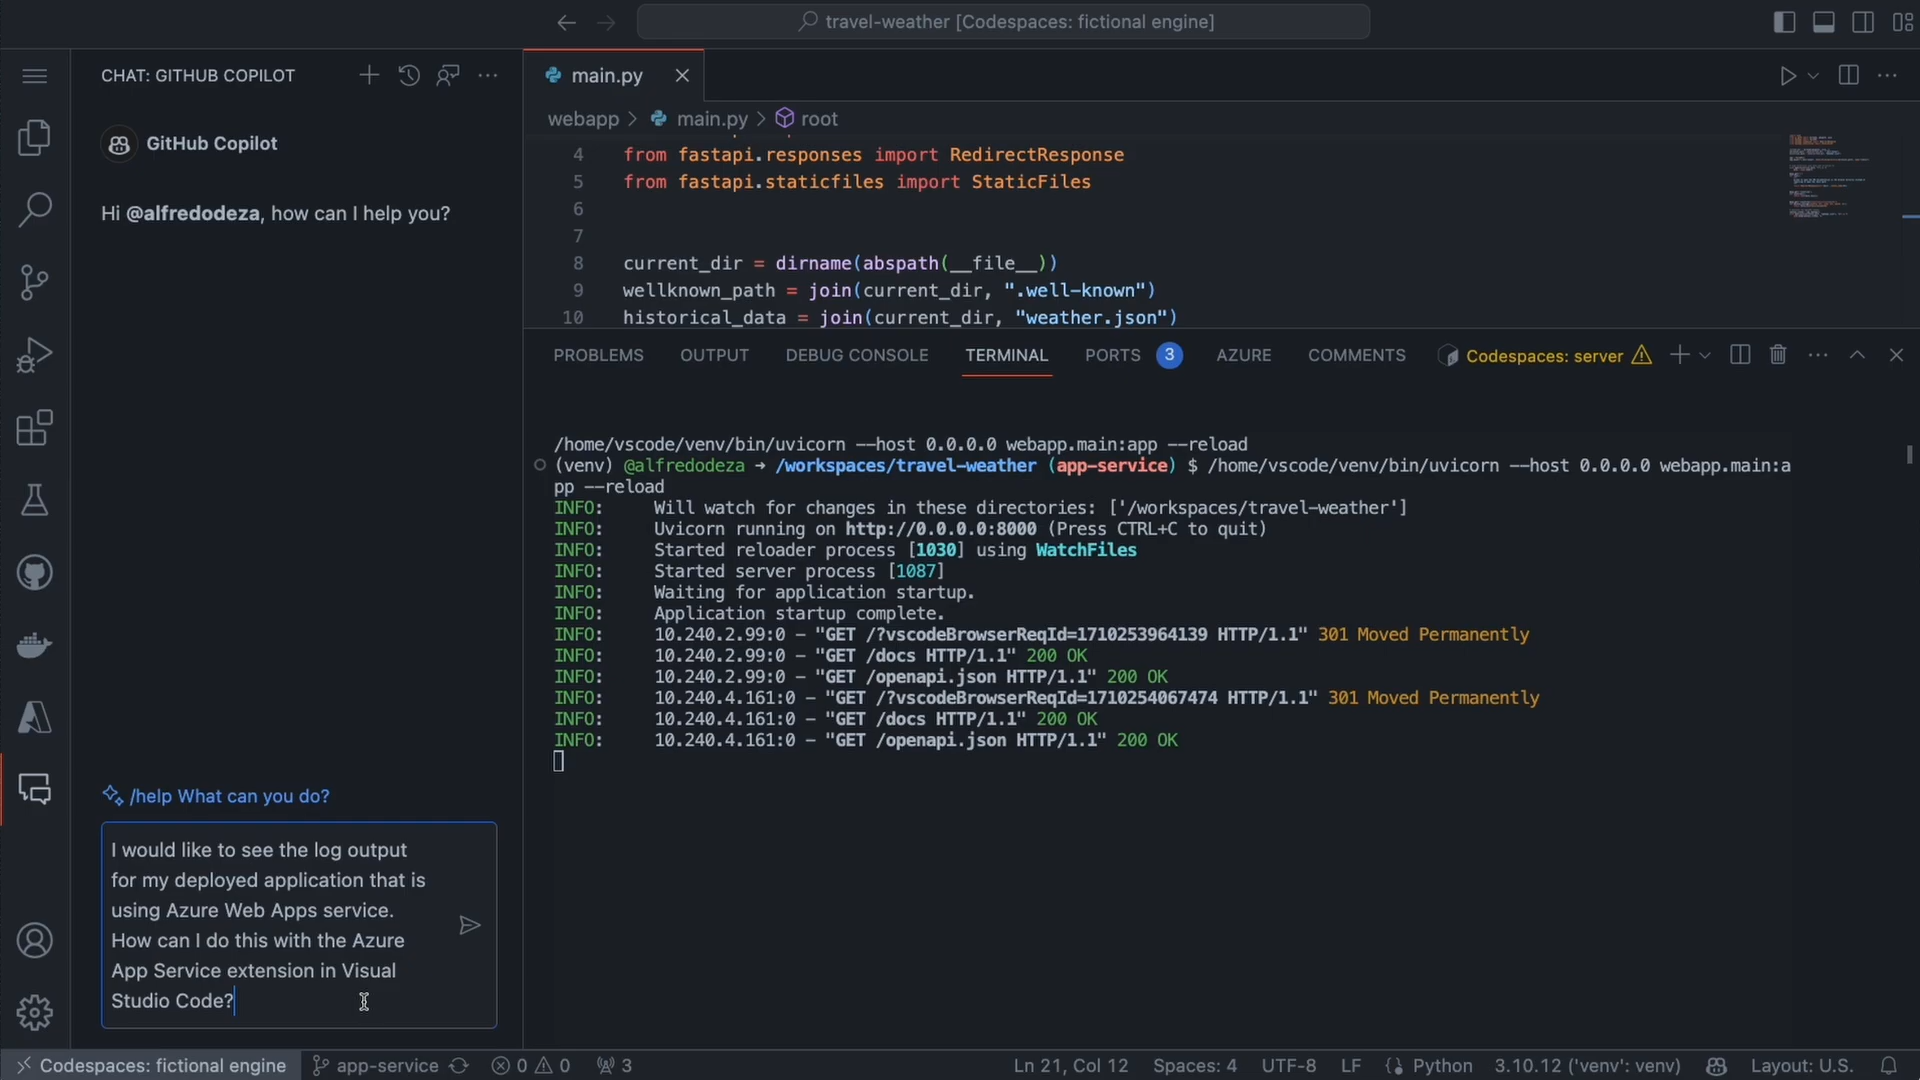 travel-weather [Codespaces: fictional engine]
CHAT: GITHUB COPILOT
main.py
webapp > main.py > root
GitHub Copilot
Hi @alfredodeza, how can I help you?
4 from fastapi.responses import RedirectResponse
5 from fastapi.staticfiles import StaticFiles
6
7
8 current_dir = dirname(abspath(__file__))
9 wellknown_path = join(current_dir, ".well-known")
10 historical_data = join(current_dir, "weather.json")
PROBLEMS OUTPUT DEBUG CONSOLE TERMINAL PORTS 3 AZURE COMMENTS Codespaces: server
/home/vscode/venv/bin/uvicorn --host 0.0.0.0 webapp.main:app --reload
(venv) @alfredodeza → /workspaces/travel-weather (app-service) $ /home/vscode/venv/bin/uvicorn --host 0.0.0.0 webapp.main:a
pp --reload
INFO: Will watch for changes in these directories: ['/workspaces/travel-weather']
INFO: Uvicorn running on http://0.0.0.0:8000 (Press CTRL+C to quit)
INFO: Started reloader process [1030] using WatchFiles
INFO: Started server process [1087]
INFO: Waiting for application startup.
INFO: Application startup complete.
INFO: 10.240.2.99:0 - "GET /?vscodeBrowserReqId=1710253964139 HTTP/1.1" 301 Moved Permanently
INFO: 10.240.2.99:0 - "GET /docs HTTP/1.1" 200 OK
INFO: 10.240.2.99:0 - "GET /openapi.json HTTP/1.1" 200 OK
INFO: 10.240.4.161:0 - "GET /?vscodeBrowserReqId=1710254067474 HTTP/1.1" 301 Moved Permanently
INFO: 10.240.4.161:0 - "GET /docs HTTP/1.1" 200 OK
INFO: 10.240.4.161:0 - "GET /openapi.json HTTP/1.1" 200 OK
/help What can you do?
I would like to see the log output
for my deployed application that is
using Azure Web Apps service.
How can I do this with the Azure
App Service extension in Visual
Studio Code?
Codespaces: fictional engine app-service 0 0 3 Ln 21, Col 12 Spaces: 4 UTF-8 LF Python 3.10.12 ('venv': venv) Layout: U.S.